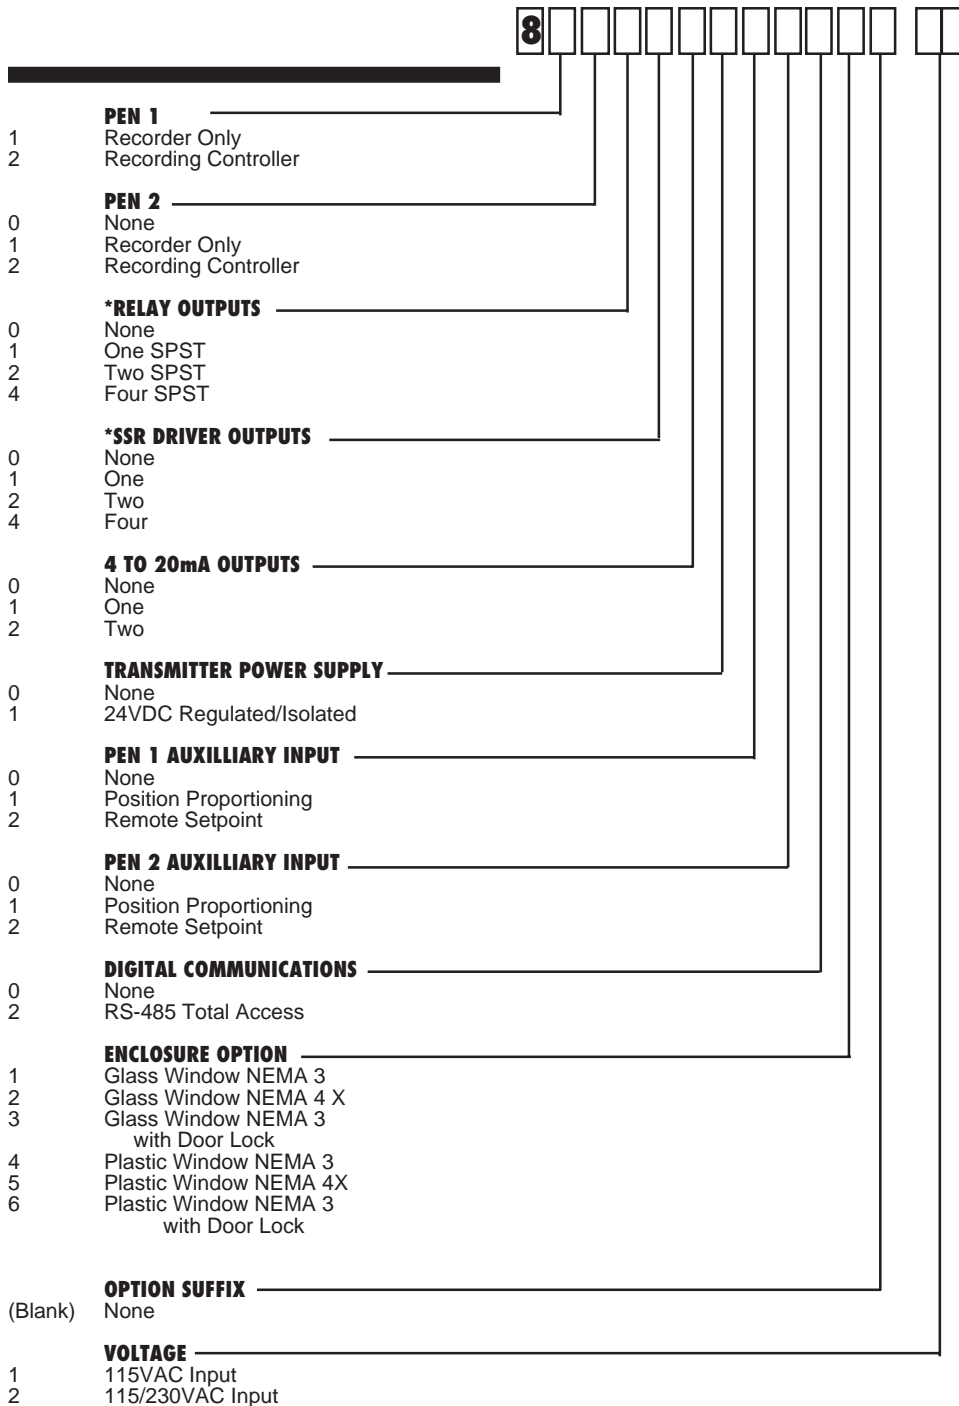 8
PEN 1
1 Recorder Only
2 Recording Controller
PEN 2
0 None
1 Recorder Only
2 Recording Controller
*RELAY OUTPUTS
0 None
1 One SPST
2 Two SPST
4 Four SPST
*SSR DRIVER OUTPUTS
0 None
1 One
2 Two
4 Four
4 TO 20mA OUTPUTS
0 None
1 One
2 Two
TRANSMITTER POWER SUPPLY
0 None
1 24VDC Regulated/Isolated
PEN 1 AUXILLIARY INPUT
0 None
1 Position Proportioning
2 Remote Setpoint
PEN 2 AUXILLIARY INPUT
0 None
1 Position Proportioning
2 Remote Setpoint
DIGITAL COMMUNICATIONS
0 None
2 RS-485 Total Access
ENCLOSURE OPTION
1 Glass Window NEMA 3
2 Glass Window NEMA 4 X
3 Glass Window NEMA 3
with Door Lock
4 Plastic Window NEMA 3
5 Plastic Window NEMA 4X
6 Plastic Window NEMA 3
with Door Lock
OPTION SUFFIX
(Blank) None
VOLTAGE
1 115VAC Input
2 115/230VAC Input